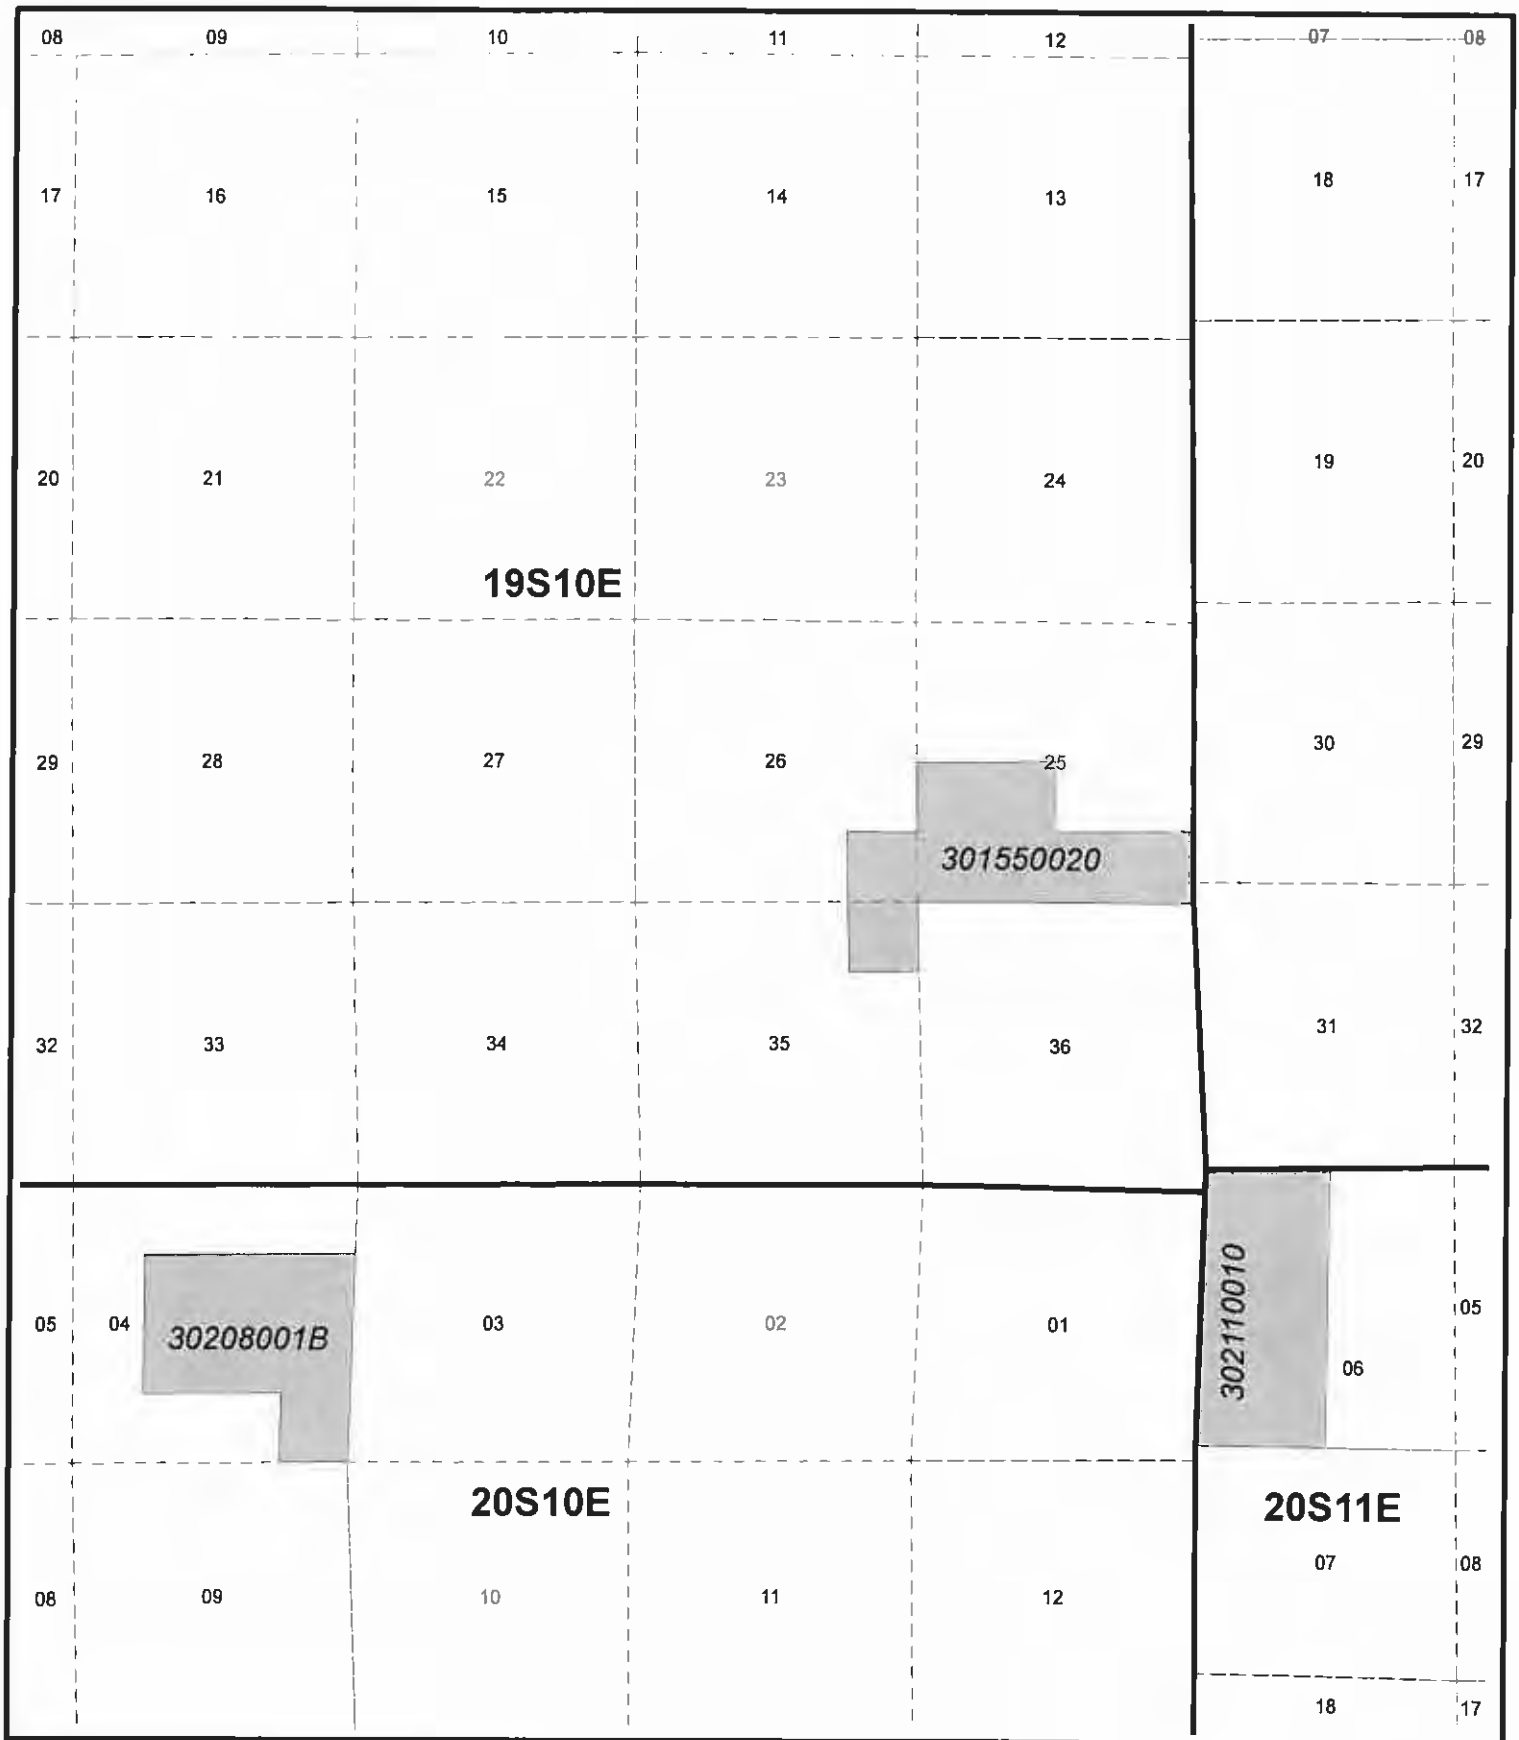 08 09 10 11 12 07 08
17 16 15 14 13 18 17
20 21 22 23 24 19 20
19S10E
29 28 27 26 25 30 29
301550020
32 33 34 35 36 31 32
05 04 30208001B 03 02 01 302110010 06 05
20S10E 20S11E
08 09 10 11 12 07 08
18 17